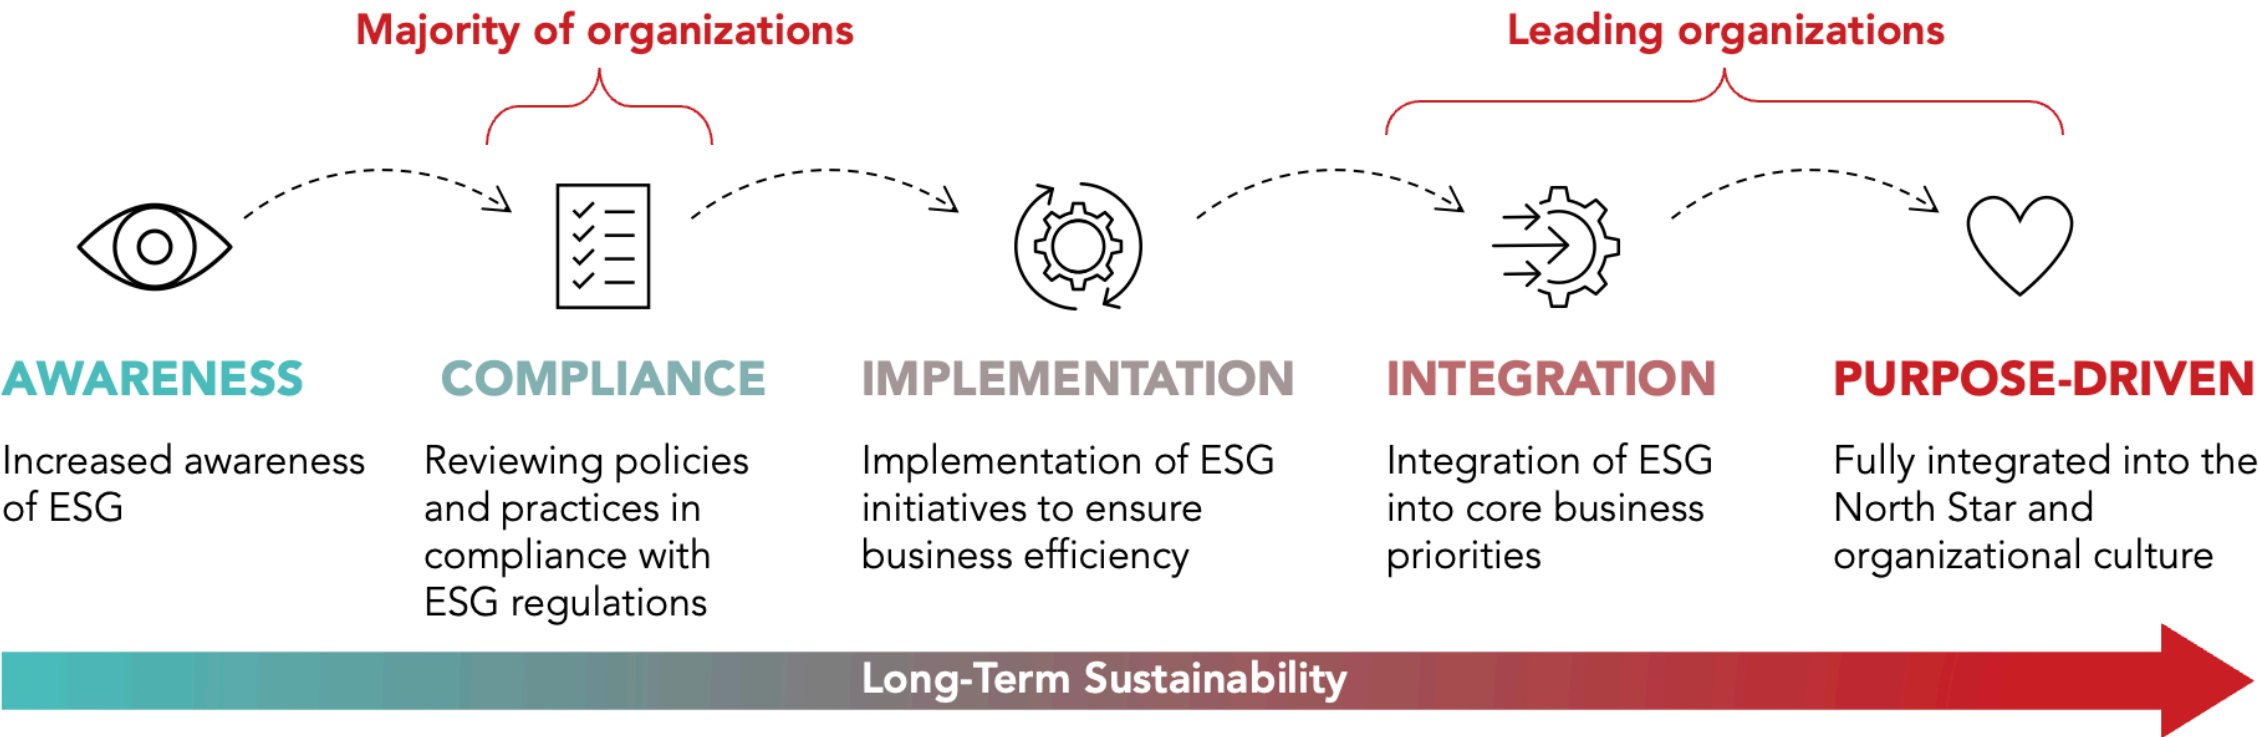 Majority of organizations
Leading organizations
AWARENESS
Increased awareness
of ESG
COMPLIANCE
Reviewing policies
and practices in
compliance with
ESG regulations
IMPLEMENTATION
Implementation of ESG
initiatives to ensure
business efficiency
INTEGRATION
Integration of ESG
into core business
priorities
PURPOSE-DRIVEN
Fully integrated into the
North Star and
organizational culture
Long-Term Sustainability